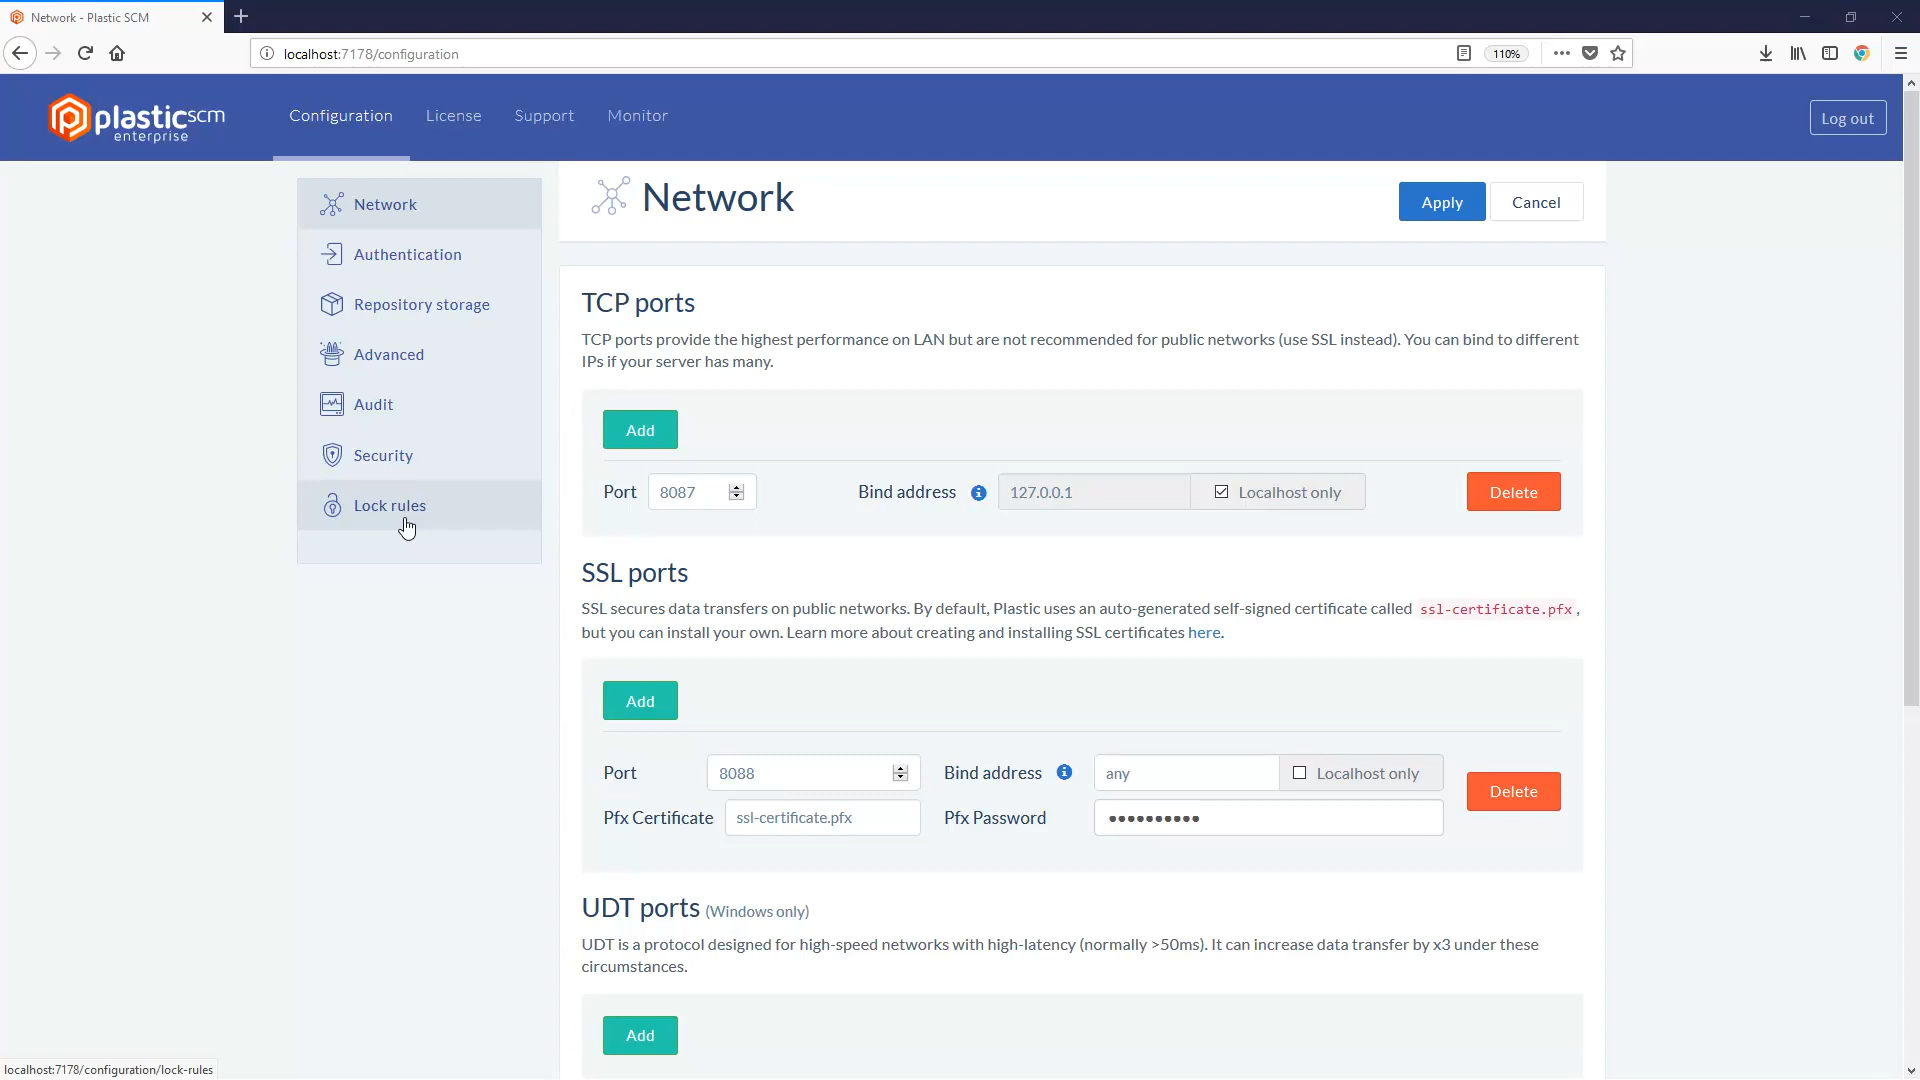 Network - Plastic SCM
localhost:7178/configuration
110%
plasticscm
enterprise
Configuration
License
Support
Monitor
Log out
Network
Authentication
Repository storage
Advanced
Audit
Security
Lock rules
Network
Apply
Cancel
TCP ports
TCP ports provide the highest performance on LAN but are not recommended for public networks (use SSL instead). You can bind to different
IPs if your server has many.
Add
Port
8087
Bind address
127.0.0.1
Localhost only
Delete
SSL ports
SSL secures data transfers on public networks. By default, Plastic uses an auto-generated self-signed certificate called ssl-certificate.pfx,
but you can install your own. Learn more about creating and installing SSL certificates here.
Add
Port
8088
Bind address
any
Localhost only
Delete
Pfx Certificate
ssl-certificate.pfx
Pfx Password
••••••••••
UDT ports (Windows only)
UDT is a protocol designed for high-speed networks with high-latency (normally >50ms). It can increase data transfer by x3 under these
circumstances.
Add
localhost:7178/configuration/lock-rules